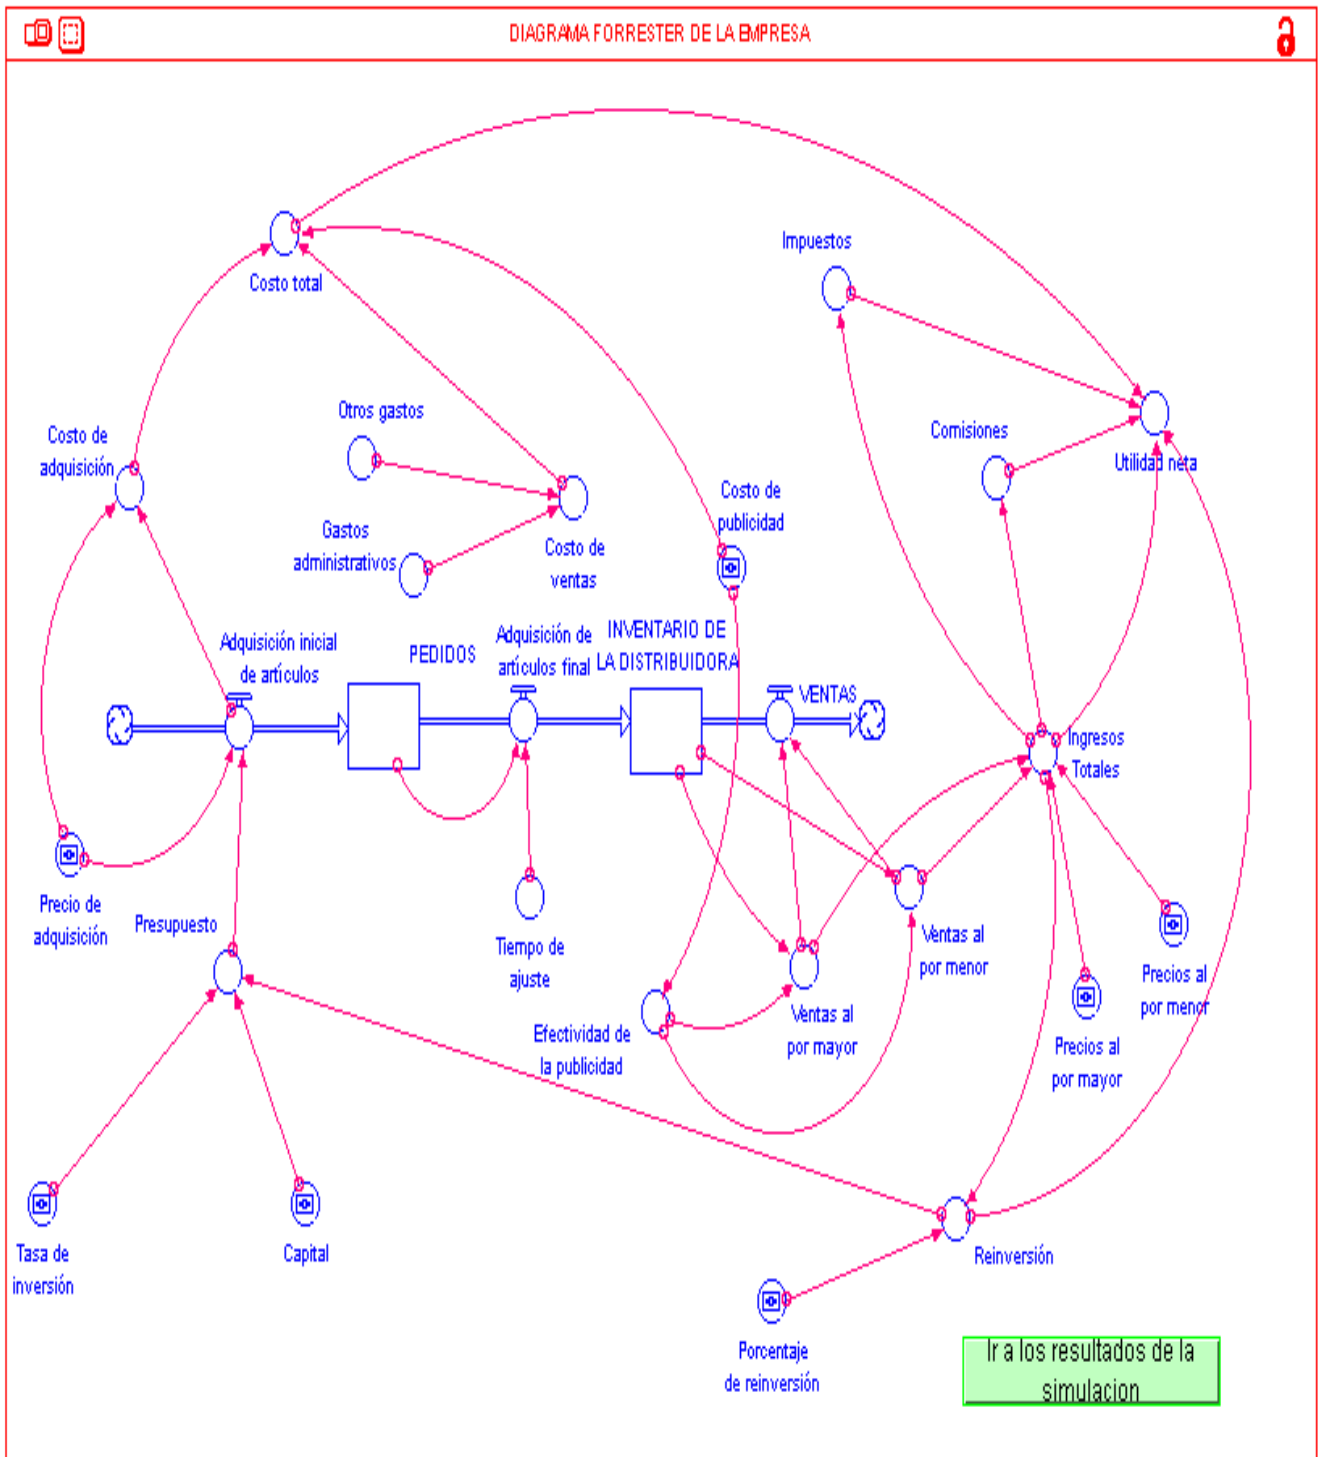 DIAGRAMA FORRESTER DE LA EMPRESA
Impuestos
Costo total
Otros gastos
Comisiones
Costo de
adquisición
Utilidad neta
Costo de
publicidad
Gastos
administrativos
Costo de
ventas
Adquisición inicial
de artículos
PEDIDOS
Adquisición de
artículos final
INVENTARIO DE
LA DISTRIBUIDORA
VENTAS
Ingresos
Totales
Precio de
adquisición
Presupuesto
Tiempo de
ajuste
Ventas al
por menor
Precios al
por menor
Efectividad de
la publicidad
Ventas al
por mayor
Precios al
por mayor
Tasa de
inversión
Capital
Reinversión
Porcentaje
de reinversión
Ir a los resultados de la
simulacion